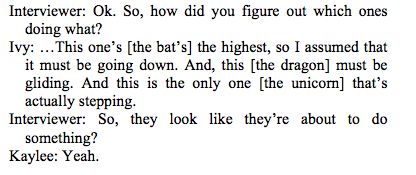 Interviewer: Ok. So, how did you figure out which ones
doing what?
Ivy: …This one’s [the bat’s] the highest, so I assumed that
it must be going down. And, this [the dragon] must be
gliding. And this is the only one [the unicorn] that’s
actually stepping.
Interviewer: So, they look like they’re about to do
something?
Kaylee: Yeah.